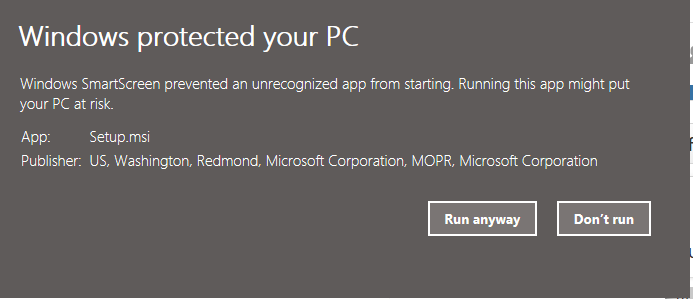 Windows protected your PC
Windows SmartScreen prevented an unrecognized app from starting. Running this app might put
your PC at risk.
App: Setup.msi
Publisher: US, Washington, Redmond, Microsoft Corporation, MOPR, Microsoft Corporation
Run anyway Don't run